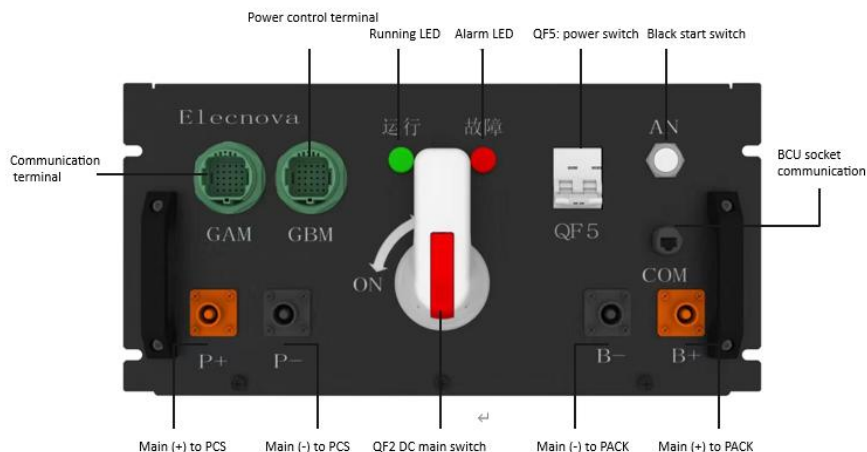 Power control terminal
Running LED
Alarm LED
QF5: power switch
Black start switch
Elecnova
运行
故障
AN
Communication
terminal
BCU socket
communication
GAM
GBM
QF5
COM
ON
P+
P-
B-
B+
Main (+) to PCS
Main (-) to PCS
QF2 DC main switch
Main (-) to PACK
Main (+) to PACK